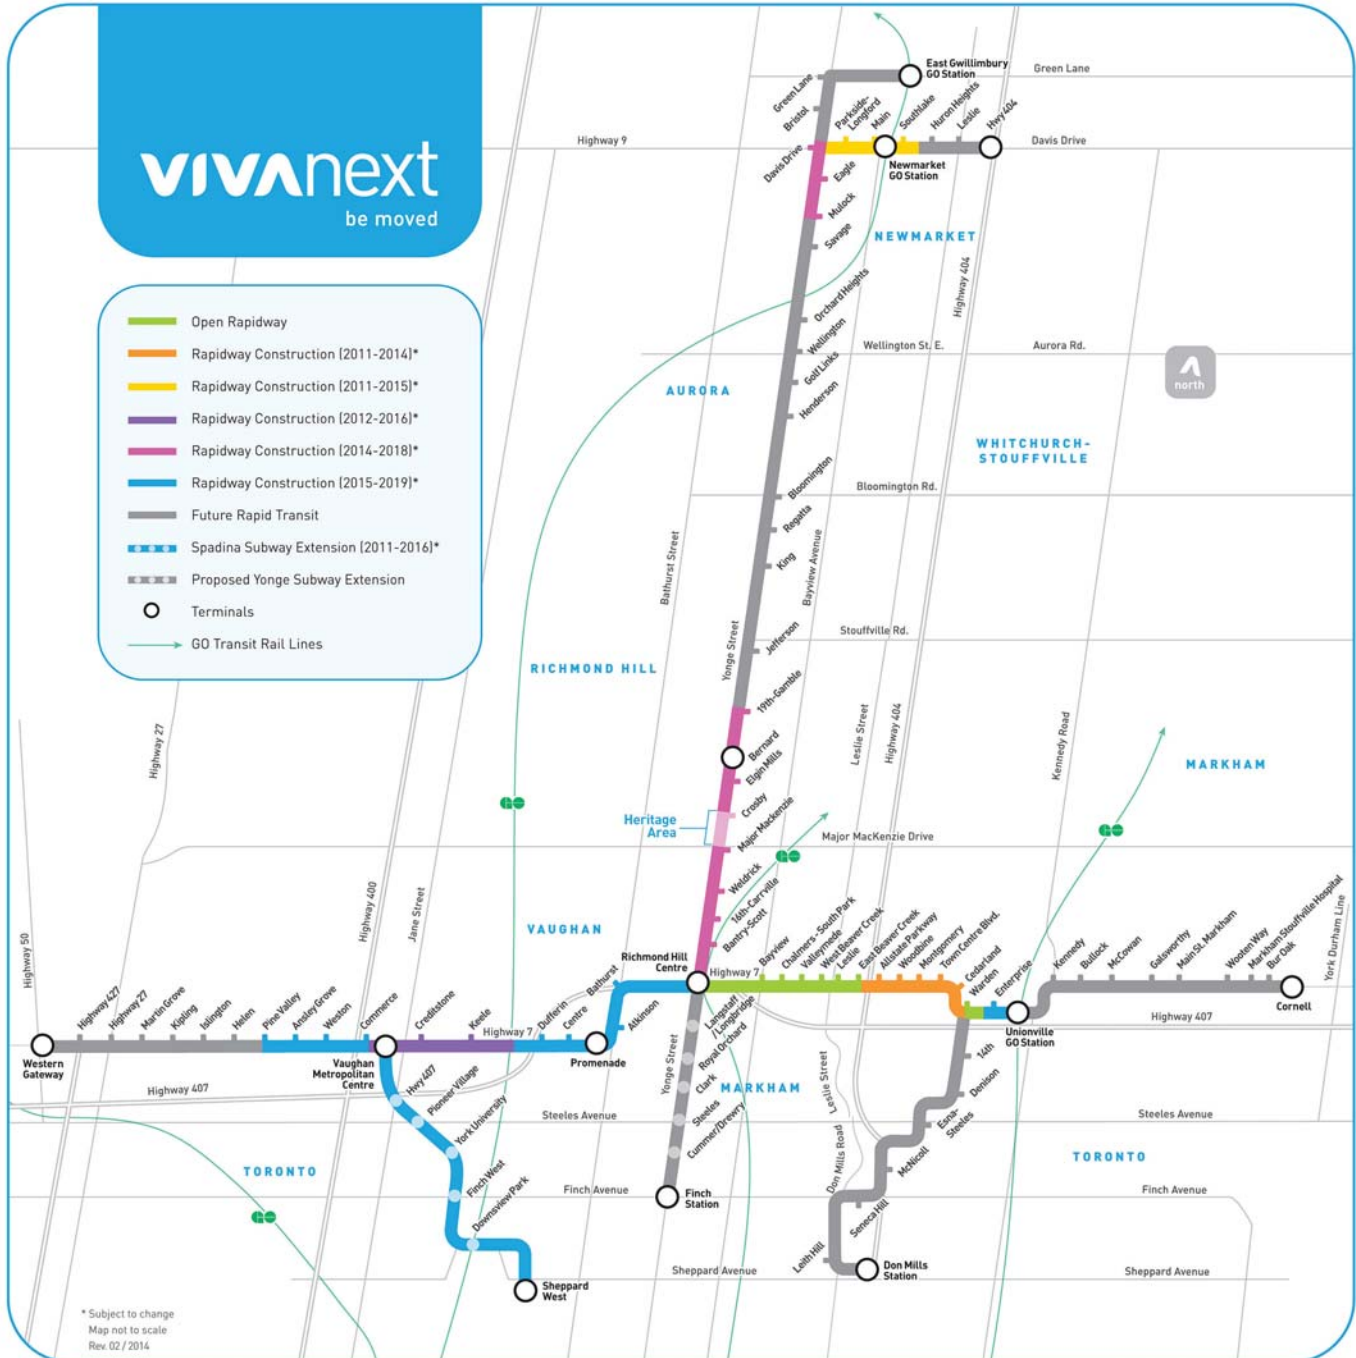 vivanext
be moved
Open Rapidway
Rapidway Construction (2011-2014)*
Rapidway Construction (2011-2015)*
Rapidway Construction (2012-2016)*
Rapidway Construction (2014-2018)*
Rapidway Construction (2015-2019)*
Future Rapid Transit
Spadina Subway Extension (2011-2016)*
Proposed Yonge Subway Extension
Terminals
GO Transit Rail Lines
East Gwillimbury
GO Station
Green Lane
Green Lane
Bristol
Parkside-
Longford
Main
Southlake
Huron Heights
Leslie
Hwy 404
Highway 9
Davis Drive
Davis Drive
Eagle
Newmarket
GO Station
Mulock
Savage
NEWMARKET
Highway 404
Orchard Heights
Wellington
Wellington St. E.
Aurora Rd.
Golf Links
Henderson
AURORA
north
WHITCHURCH-
STOUFFVILLE
Bloomington
Bloomington Rd.
Regatta
King
Bathurst Street
Bayview Avenue
Stouffville Rd.
Jefferson
Yonge Street
RICHMOND HILL
19th-Gamble
Leslie Street
Highway 404
Kennedy Road
Highway 27
Bernard
Elgin Mills
MARKHAM
Crosby
Heritage
Area
Major Mackenzie
Major MacKenzie Drive
Weldrick
16th-Carrville
Bantry-Scott
Highway 400
Jane Street
VAUGHAN
Highway 50
York Durham Line
Richmond Hill
Centre
Highway 7
Bayview
Chalmers - South Park
Valleymede
West Beaver Creek
Leslie
East Beaver Creek
Allstate Parkway
Woodbine
Montgomery
Town Centre Blvd.
Cedarland
Warden
Enterprise
Unionville
GO Station
Kennedy
Bullock
McCowan
Galsworthy
Main St. Markham
Wooten Way
Markham Stouffville Hospital
Bur Oak
Cornell
Highway 407
Western
Gateway
Highway 427
Highway 27
Martin Grove
Kipling
Islington
Helen
Pine Valley
Ansley Grove
Weston
Commerce
Vaughan
Metropolitan
Centre
Creditstone
Keele
Highway 7
Dufferin
Centre
Promenade
Bathurst
Atkinson
Highway 407
Hwy 407
Pioneer Village
York University
Finch West
Downsview Park
Sheppard
West
Langstaff
/Longbridge
Royal Orchard
Clark
Steeles
Cummer/Drewry
Yonge Street
Finch
Station
MARKHAM
Leslie Street
Don Mills Road
14th
Denison
Esna-
Steeles
McNicoll
Seneca Hill
Leith Hill
Don Mills
Station
Steeles Avenue
Steeles Avenue
TORONTO
TORONTO
Finch Avenue
Finch Avenue
Sheppard Avenue
Sheppard Avenue
* Subject to change
Map not to scale
Rev. 02 / 2014